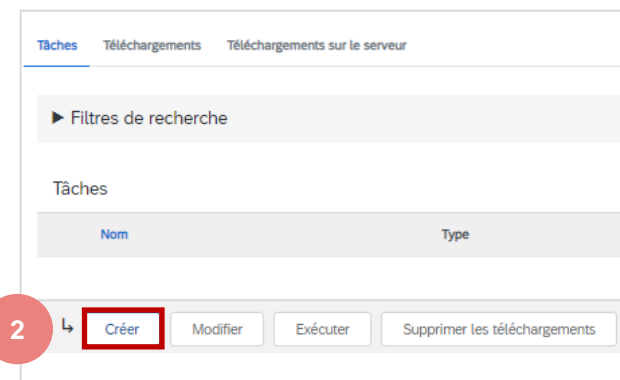 Tâches Téléchargements Téléchargements sur le serveur
Filtres de recherche
Tâches
Nom Type
2 Créer Modifier Exécuter Supprimer les téléchargements